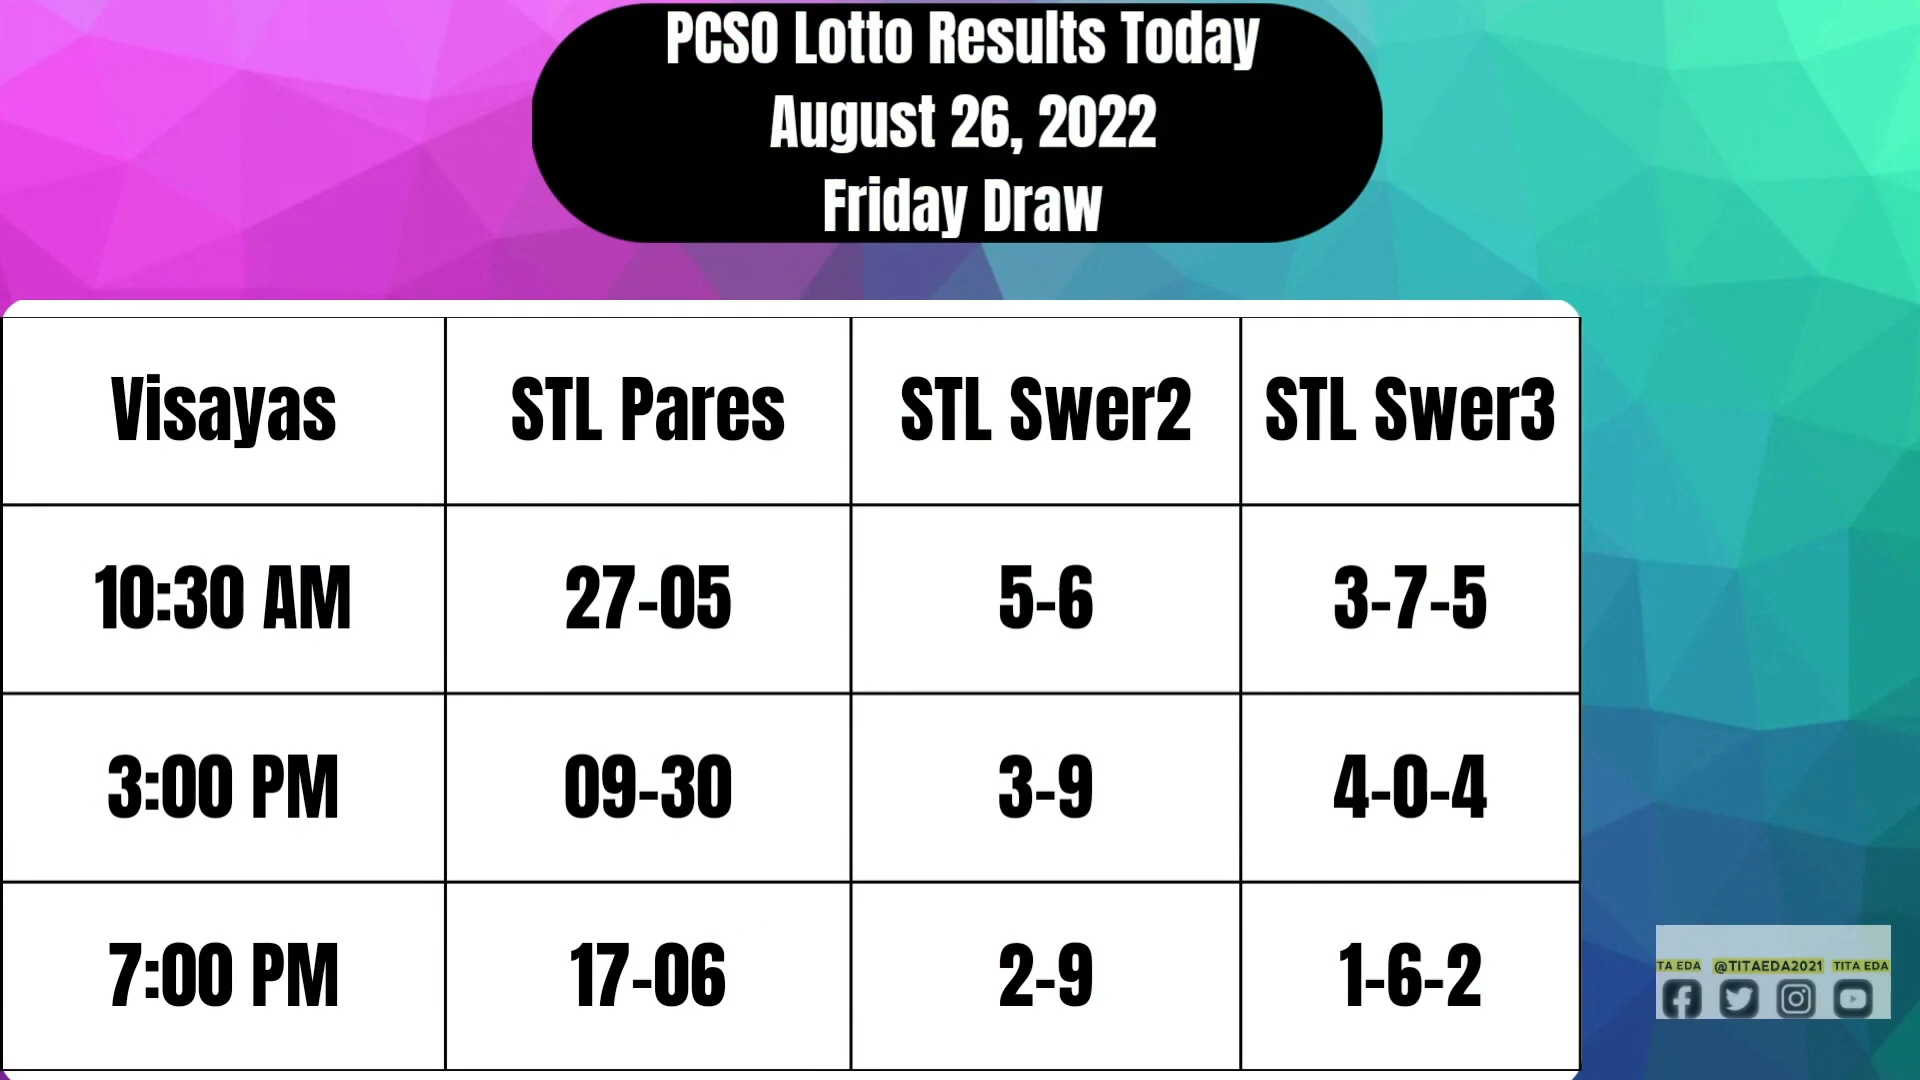 PCSO Lotto Results Today
August 26, 2022
Friday Draw
Visayas STL Pares STL Swer2 STL Swer3
10:30 AM 27-05 5-6 3-7-5
3:00 PM 09-30 3-9 4-0-4
7:00 PM 17-06 2-9 1-6-2
TA EDA @TITAEDA2021 TITA EDA